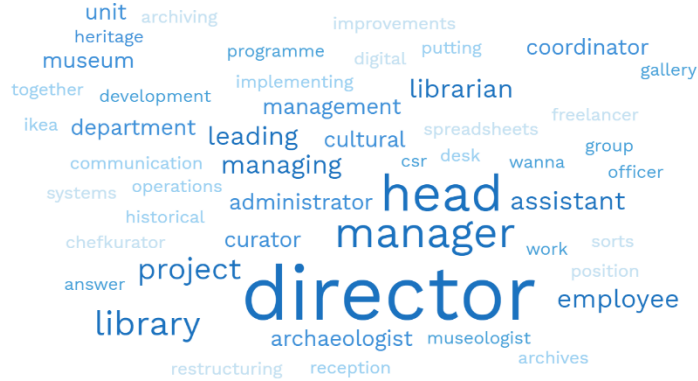 unit archiving improvements
heritage
museum programme digital putting coordinator
gallery
together development implementing librarian
management
ikea department leading cultural spreadsheets freelancer
communication managing csr desk wanna group
officer
systems operations administrator head assistant
historical
chefkurator curator manager work sorts
answer project director position employee
library archaeologist museologist archives
restructuring reception